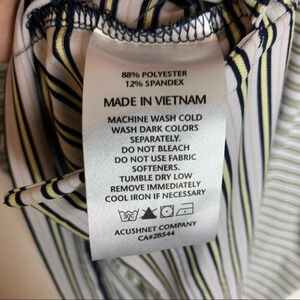 88% POLYESTER
12% SPANDEX
MADE IN VIETNAM
MACHINE WASH COLD
WASH DARK COLORS
SEPARATELY.
DO NOT BLEACH
DO NOT USE FABRIC
SOFTENERS.
TUMBLE DRY LOW
REMOVE IMMEDIATELY
COOL IRON IF NECESSARY
ACUSHNET COMPANY
CA#28544